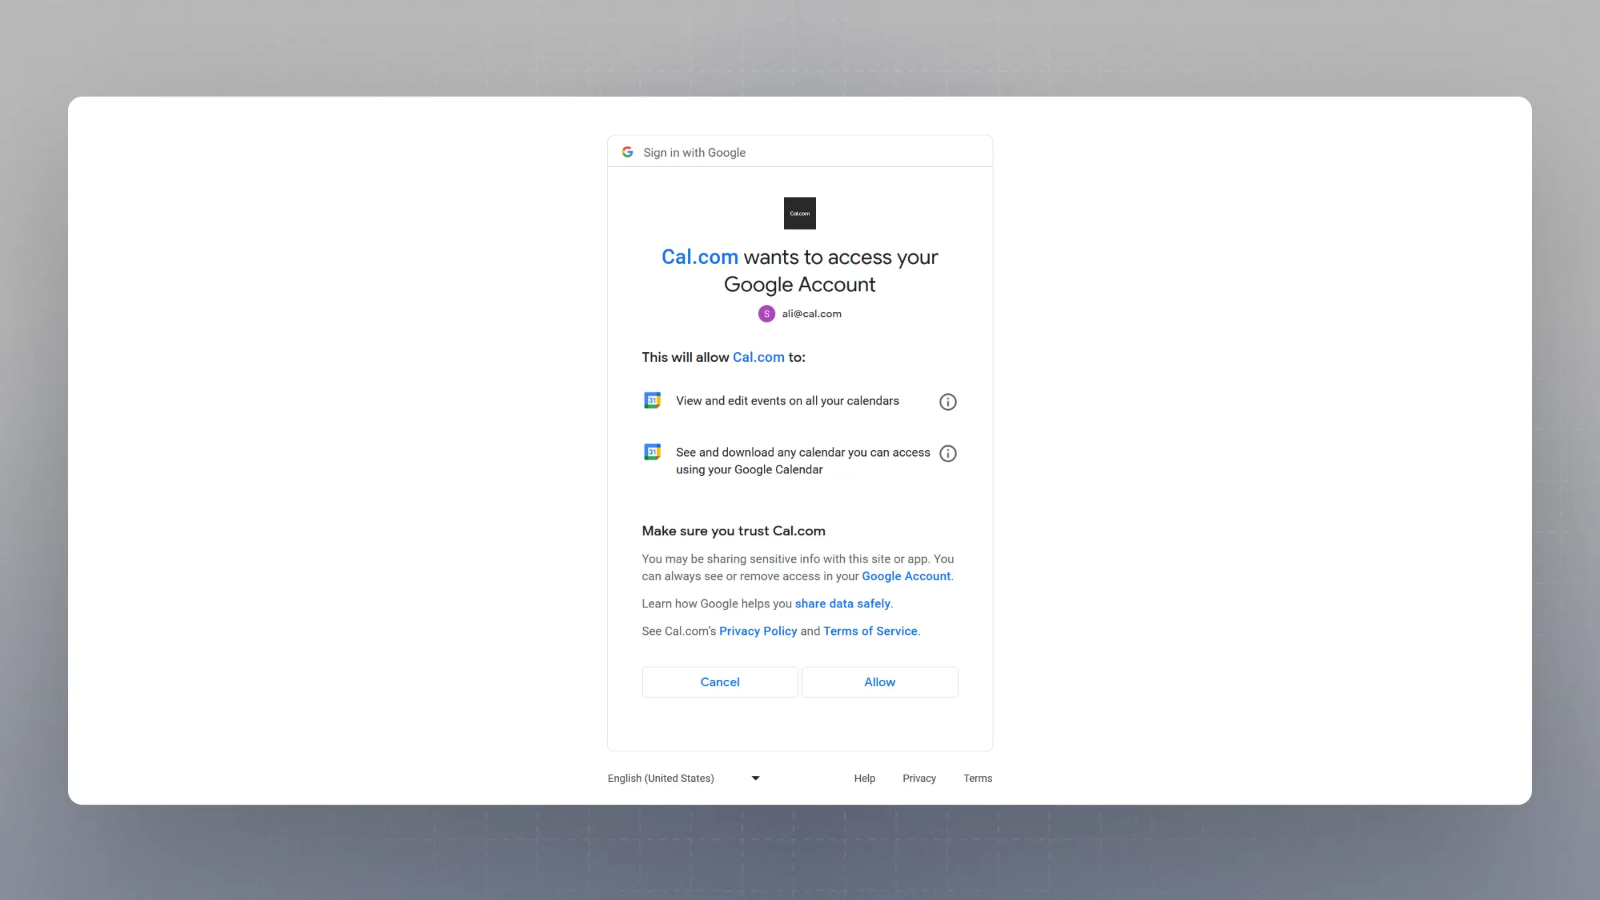 Sign in with Google
Cal.com
Cal.com wants to access your
Google Account
S ali@cal.com
This will allow Cal.com to:
31 View and edit events on all your calendars
31 See and download any calendar you can access
using your Google Calendar
Make sure you trust Cal.com
You may be sharing sensitive info with this site or app. You
can always see or remove access in your Google Account.
Learn how Google helps you share data safely.
See Cal.com's Privacy Policy and Terms of Service.
Cancel Allow
English (United States) Help Privacy Terms